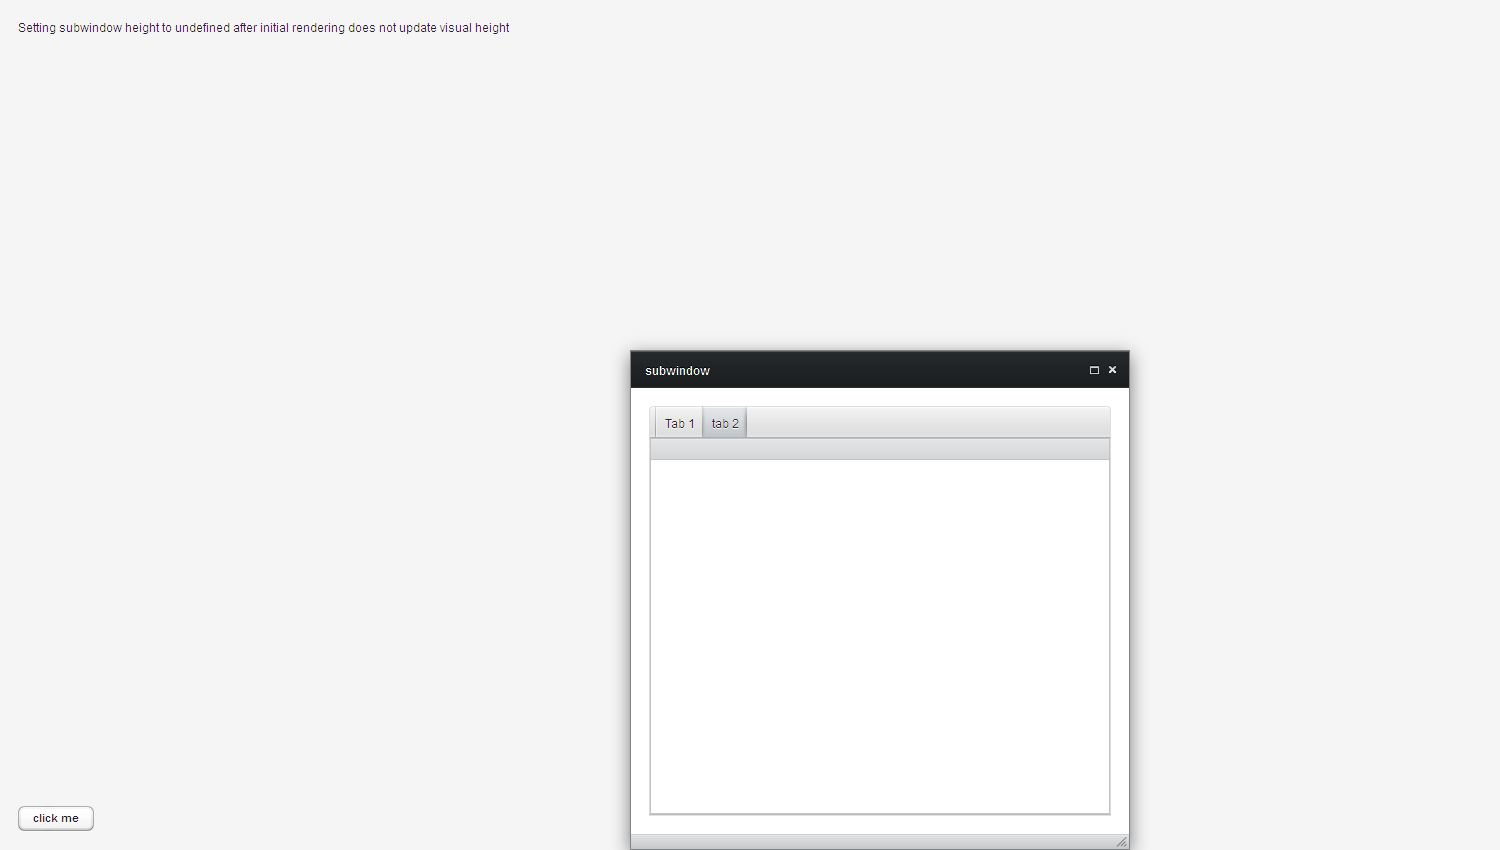 Setting subwindow height to undefined after initial rendering does not update visual height
subwindow
Tab 1 tab 2
click me